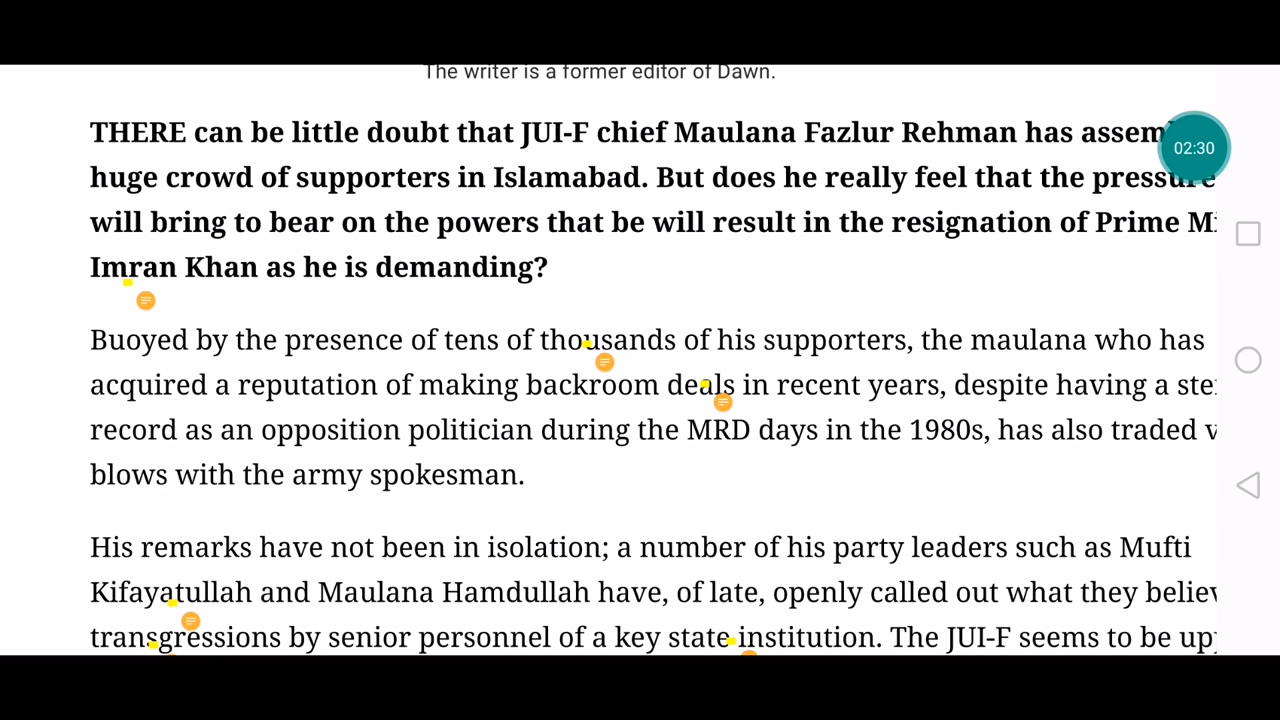 The writer is a former editor of Dawn.
THERE can be little doubt that JUI-F chief Maulana Fazlur Rehman has
02:30
huge crowd of supporters in Islamabad. But does he really feel that the pressure
will bring to bear on the powers that be will result in the resignation of Prime
Imran Khan as he is demanding?
Buoyed by the presence of tens of thousands of his supporters, the maulana who has
acquired a reputation of making backroom deals in recent years, despite having a
record as an opposition politician during the MRD days in the 1980s, has also traded
blows with the army spokesman.
His remarks have not been in isolation; a number of his party leaders such as Mufti
Kifayatullah and Maulana Hamdullah have, of late, openly called out what they
transgressions by senior personnel of a key state institution. The JUI-F seems to be